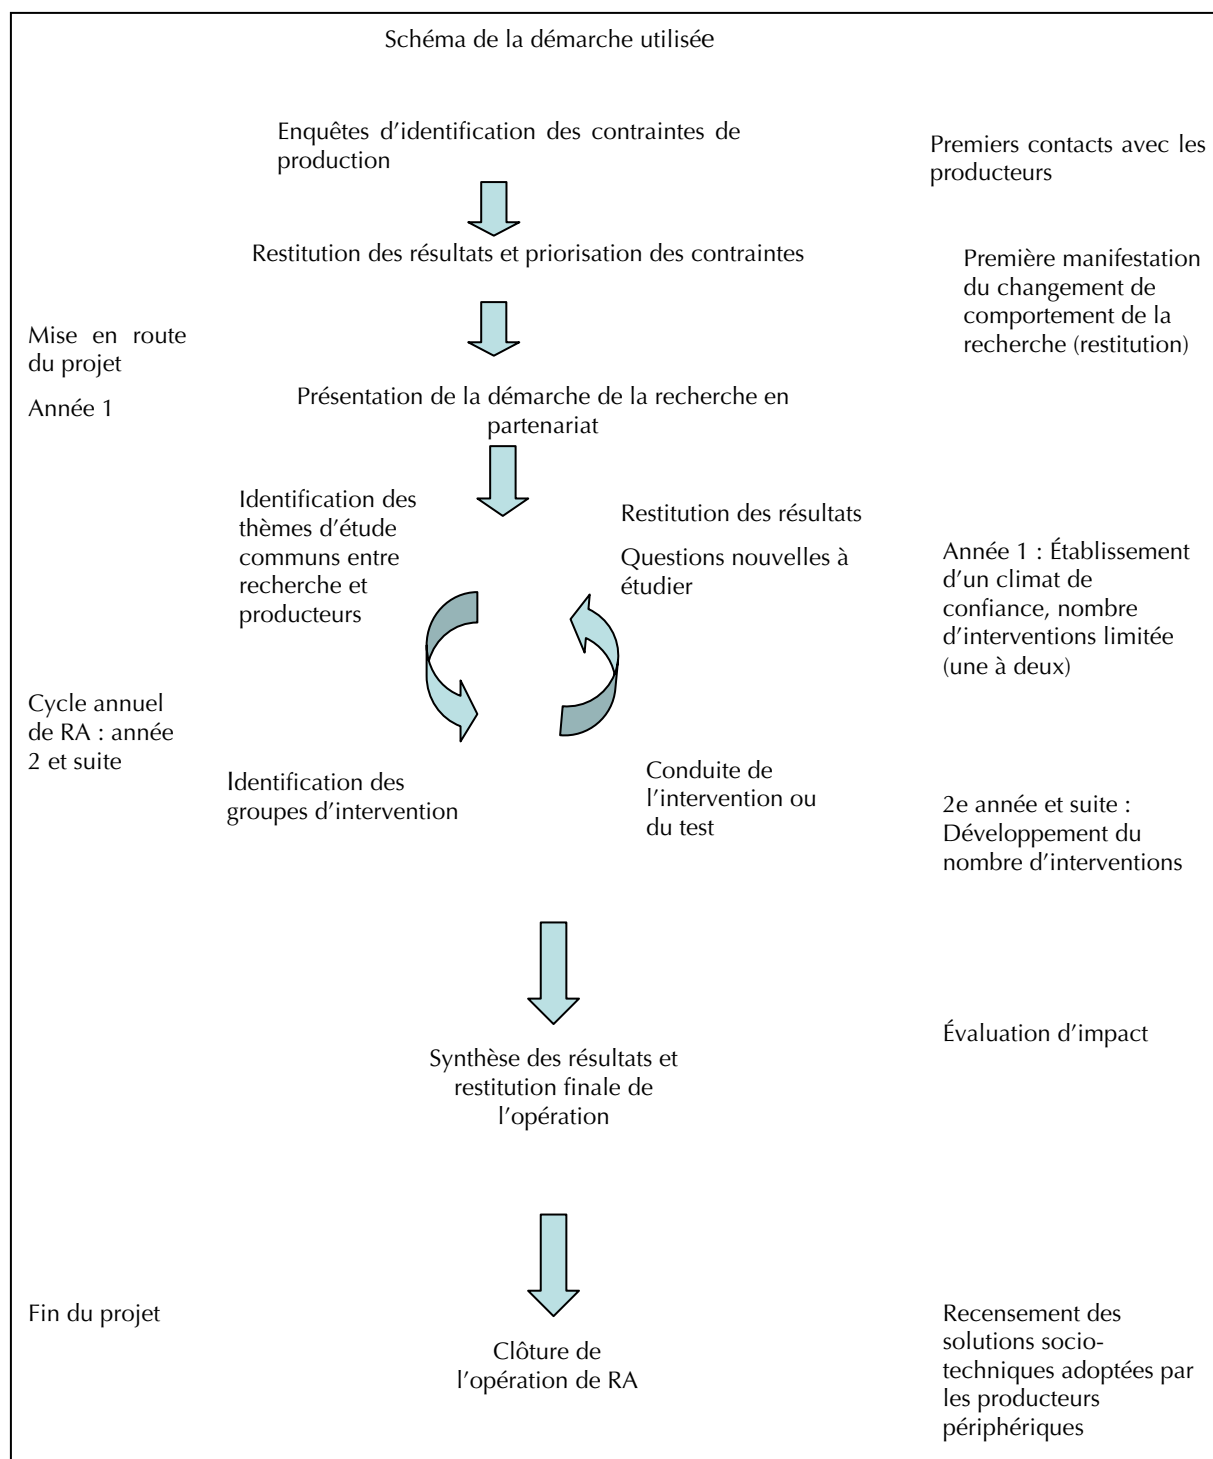 Schéma de la démarche utilisée
Enquêtes d'identification des contraintes de
production
Premiers contacts avec les
producteurs
Restitution des résultats et priorisation des contraintes
Première manifestation
du changement de
comportement de la
recherche (restitution)
Mise en route
du projet
Année 1
Présentation de la démarche de la recherche en
partenariat
Identification des
thèmes d'étude
communs entre
recherche et
producteurs
Restitution des résultats
Questions nouvelles à
étudier
Année 1 : Établissement
d'un climat de
confiance, nombre
d'interventions limitée
(une à deux)
Cycle annuel
de RA : année
2 et suite
Identification des
groupes d'intervention
Conduite de
l'intervention ou
du test
2e année et suite :
Développement du
nombre d'interventions
Synthèse des résultats et
restitution finale de
l'opération
Évaluation d'impact
Fin du projet
Clôture de
l'opération de RA
Recensement des
solutions socio-
techniques adoptées par
les producteurs
périphériques